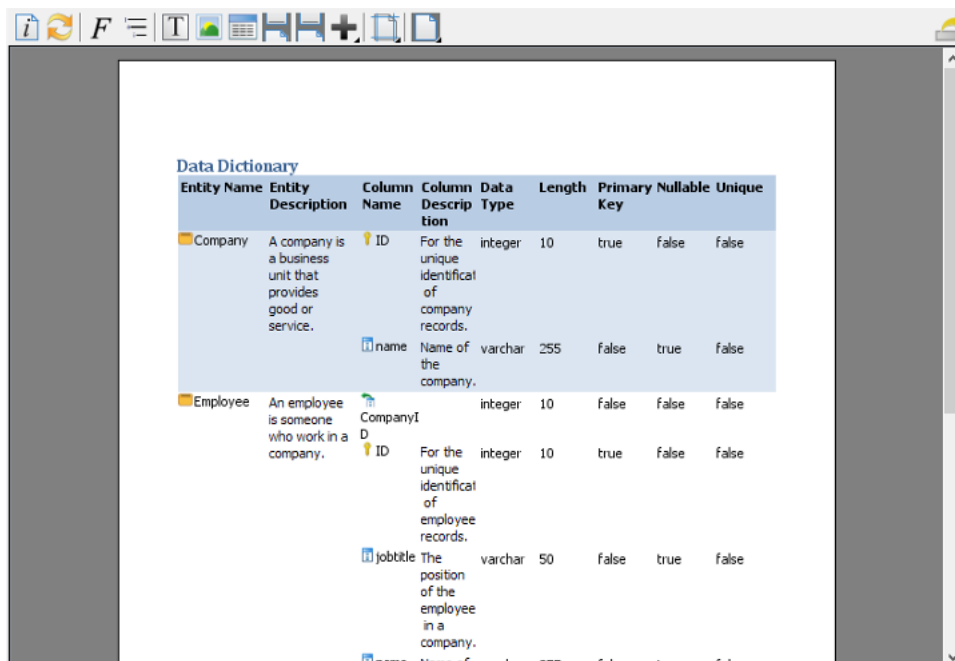 i F T
Data Dictionary
Entity Name Entity Column Column Data Length Primary Nullable Unique
Description Name Descrip Type Key
tion
Company A company is ID For the integer 10 true false false
a business unique
unit that identificat
provides of
good or company
service. records.
name Name of varchar 255 false true false
the
company.
Employee An employee integer 10 false false false
is someone CompanyI
who work in a D
company. ID For the integer 10 true false false
unique
identificat
of
employee
records.
jobtitle The varchar 50 false true false
position
of the
employee
in a
company.